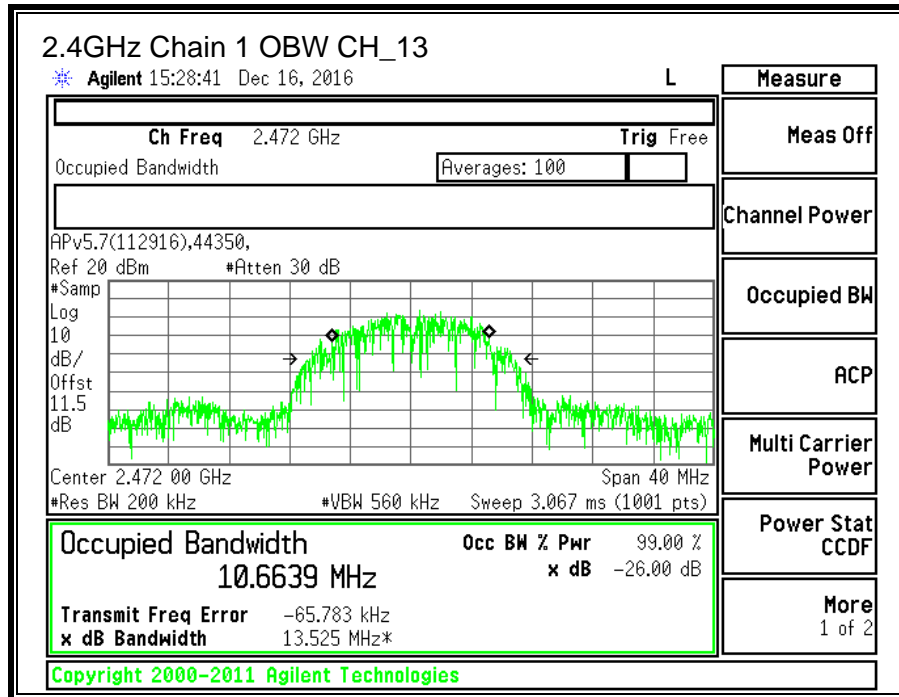 2.4GHz Chain 1 OBW CH_13
Agilent 15:28:41 Dec 16, 2016 L
Measure
Ch Freq 2.472 GHz Trig Free
Meas Off
Occupied Bandwidth Averages: 100
Channel Power
APv5.7(112916),44350,
Ref 20 dBm #Atten 30 dB
#Samp
Log
10
dB/
Offst
11.5
dB
Occupied BW
ACP
Multi Carrier
Power
Center 2.472 00 GHz Span 40 MHz
#Res BW 200 kHz #VBW 560 kHz Sweep 3.067 ms (1001 pts)
Power Stat
CCDF
Occupied Bandwidth Occ BW % Pwr 99.00 %
10.6639 MHz x dB -26.00 dB
Transmit Freq Error -65.783 kHz
x dB Bandwidth 13.525 MHz*
More
1 of 2
Copyright 2000-2011 Agilent Technologies